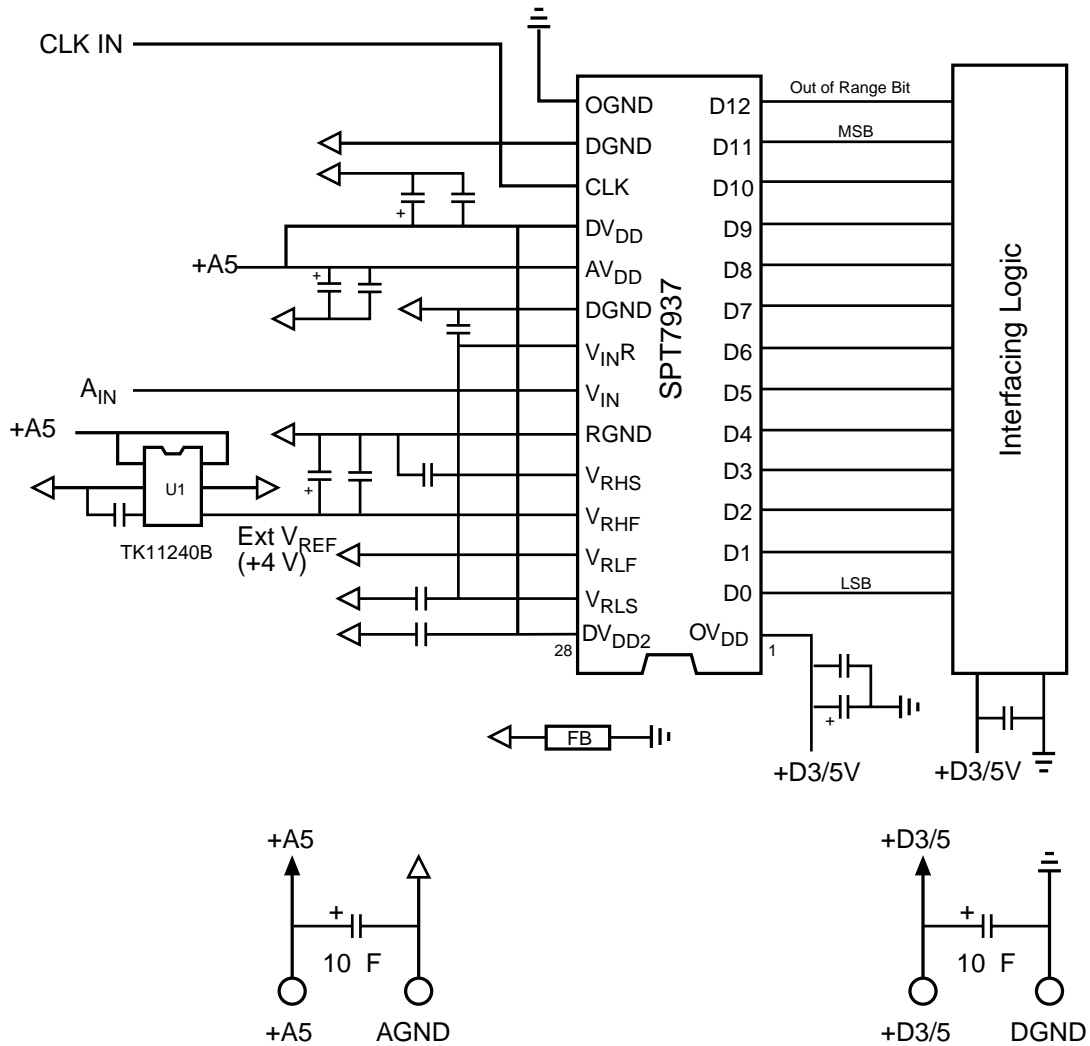 CLK IN
OGND
DGND
CLK
DVDD
AVDD
DGND
VINR
VIN
RGND
VRHS
VRHF
VRLF
VRLS
DVDD2
28
SPT7937
D12
D11
D10
D9
D8
D7
D6
D5
D4
D3
D2
D1
D0
OVDD
1
Out of Range Bit
MSB
LSB
Interfacing Logic
+
+A5
+
AIN
+A5
U1
TK11240B
+
Ext VREF
(+4 V)
+
+D3/5V
+D3/5V
FB
+A5
+
10 F
+A5
AGND
+D3/5
+
10 F
+D3/5
DGND